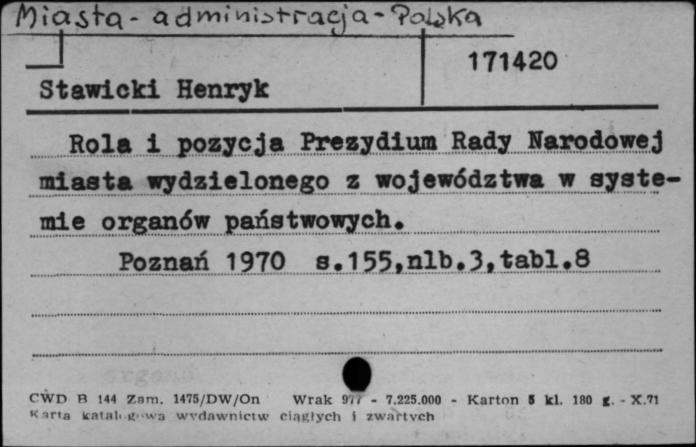 Miasta - administracja - Polska
171420
Stawicki Henryk
Rola i pozycja Prezydium Rady Narodowej
miasta wydzielonego z województwa w syste-
mie organów państwowych.
Poznań 1970 s.155,nlb.3,tabl.8
CWD B 144 Zam. 1475/DW/On Wrak 977 - 7.225.000 - Karton 5 kl. 180 g. - X.71
Karta katalogowa wydawnictw ciągłych i zwartych